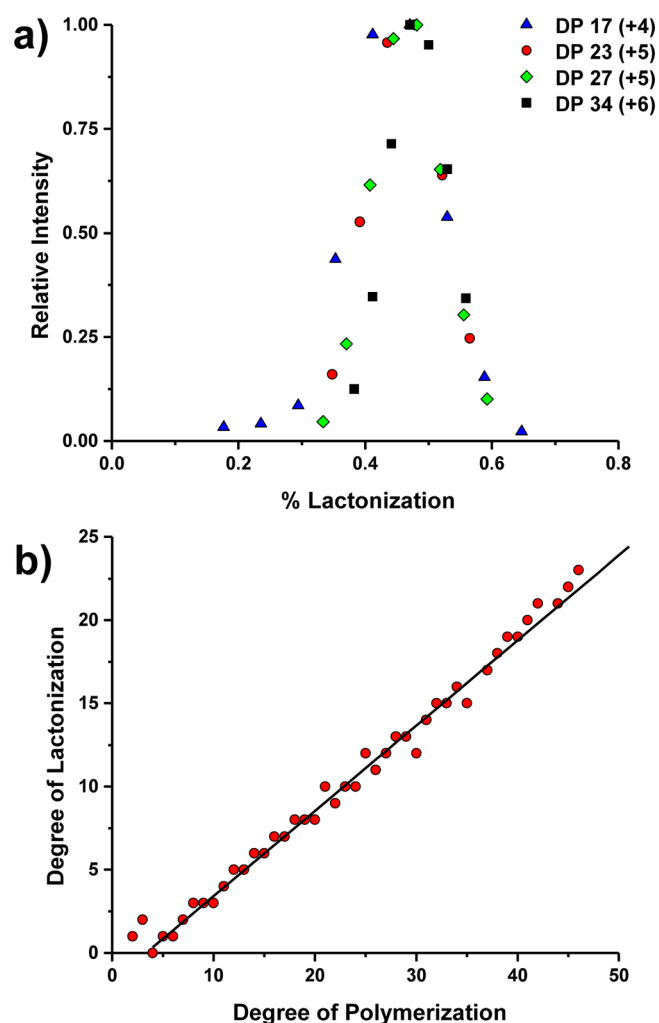 a)
1.00
0.75
0.50
0.25
0.00
Relative Intensity
DP 17 (+4)
DP 23 (+5)
DP 27 (+5)
DP 34 (+6)
0.0 0.2 0.4 0.6 0.8
% Lactonization
b)
25
20
15
10
5
0
Degree of Lactonization
0 10 20 30 40 50
Degree of Polymerization